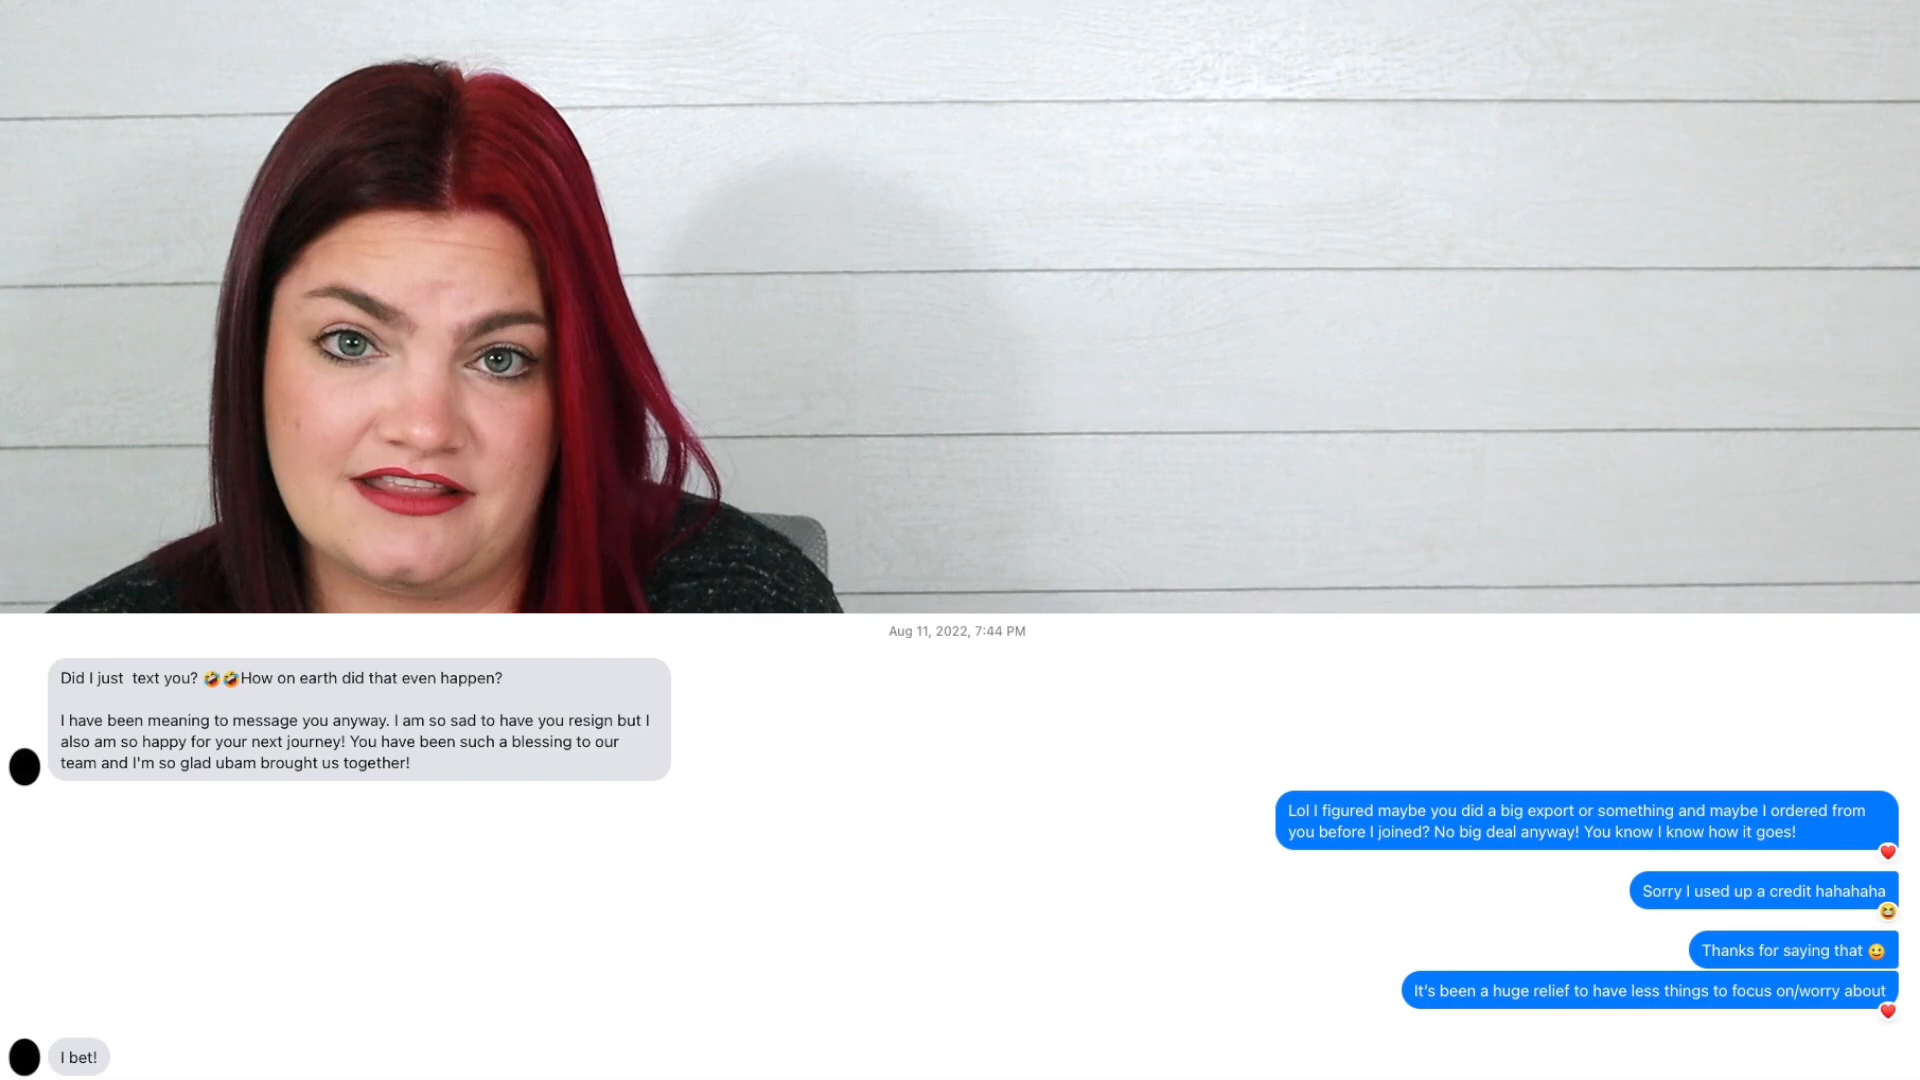 Aug 11, 2022, 7:44 PM
Did I just  text you? 🤣🤣How on earth did that even happen?
I have been meaning to message you anyway. I am so sad to have you resign but I
also am so happy for your next journey! You have been such a blessing to our
team and I'm so glad ubam brought us together!
Lol I figured maybe you did a big export or something and maybe I ordered from
you before I joined? No big deal anyway! You know I know how it goes!
Sorry I used up a credit hahahaha
Thanks for saying that 🙂
It’s been a huge relief to have less things to focus on/worry about
I bet!